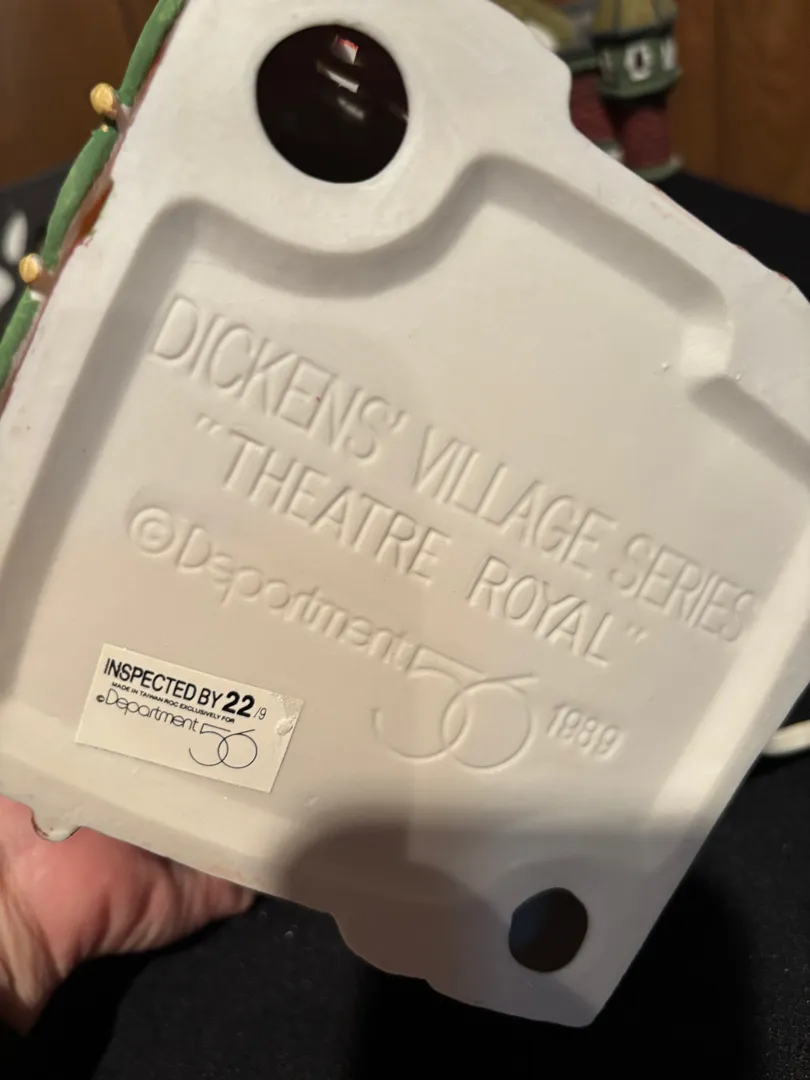 DICKENS' VILLAGE SERIES
"THEATRE ROYAL"
©Department 56 1989
INSPECTED BY 22/9
MADE IN TAIWAN ROC EXCLUSIVELY FOR
©Department 56